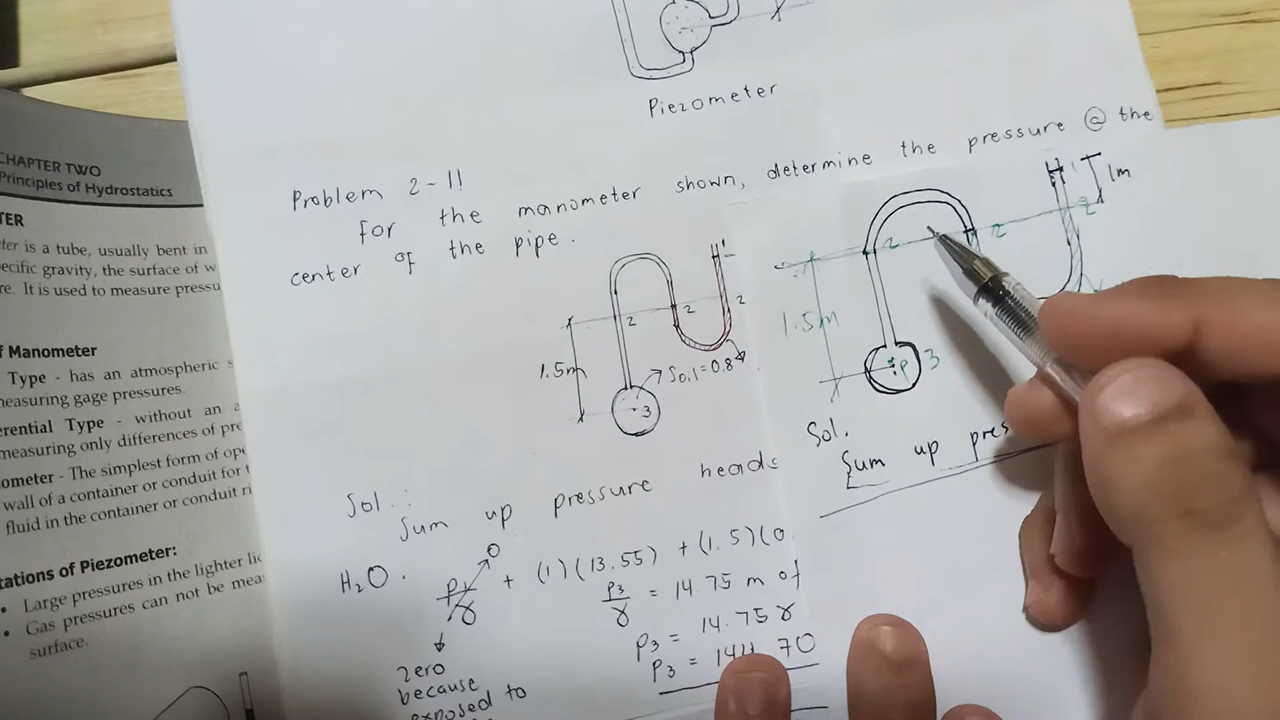 Piezometer
Problem 2-11
for the manometer shown, determine the pressure @ the
center of the pipe.
1m
1
2
2
2
1.5m
P 3
1
2
2
2
1.5m
Soil = 0.8
3
Sol.
Sum up pres
Sol.:
Sum up pressure heads
H2O.
P1/γ 0 + (1)(13.55) + (1.5)(0
P3/γ = 14.75 m of
P3 = 14.75 γ
P3 = 70
zero
because
exposed to
CHAPTER TWO
Principles of Hydrostatics
TER
is a tube, usually bent in
ecific gravity, the surface of w
re. It is used to measure pressu
f Manometer
Type - has an atmospheric s
measuring gage pressures.
erential Type - without an a
measuring only differences of pre
ometer - The simplest form of ope
wall of a container or conduit for t
fluid in the container or conduit ri
tations of Piezometer:
• Large pressures in the lighter lic
• Gas pressures can not be mea
surface.